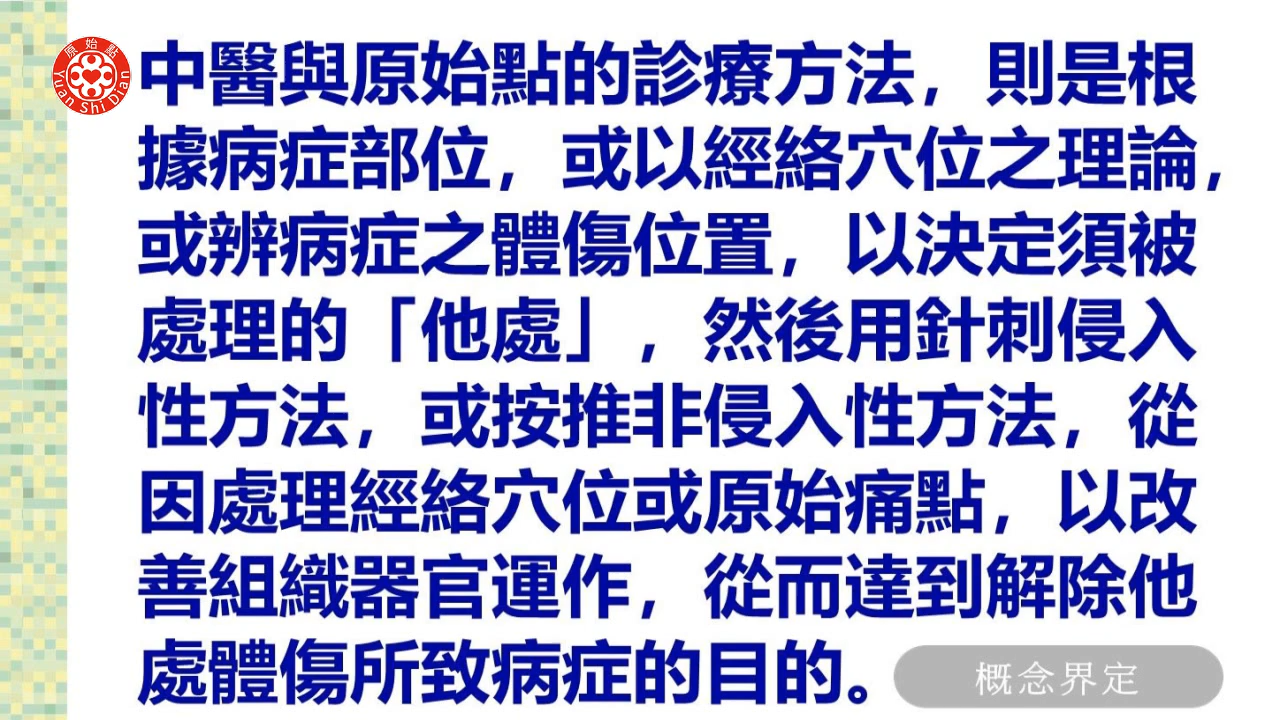 原始點
Yuan Shi Dian
中醫與原始點的診療方法，則是根
據病症部位，或以經絡穴位之理論，
或辨病症之體傷位置，以決定須被
處理的「他處」，然後用針刺侵入
性方法，或按推非侵入性方法，從
因處理經絡穴位或原始痛點，以改
善組織器官運作，從而達到解除他
處體傷所致病症的目的。
概念界定